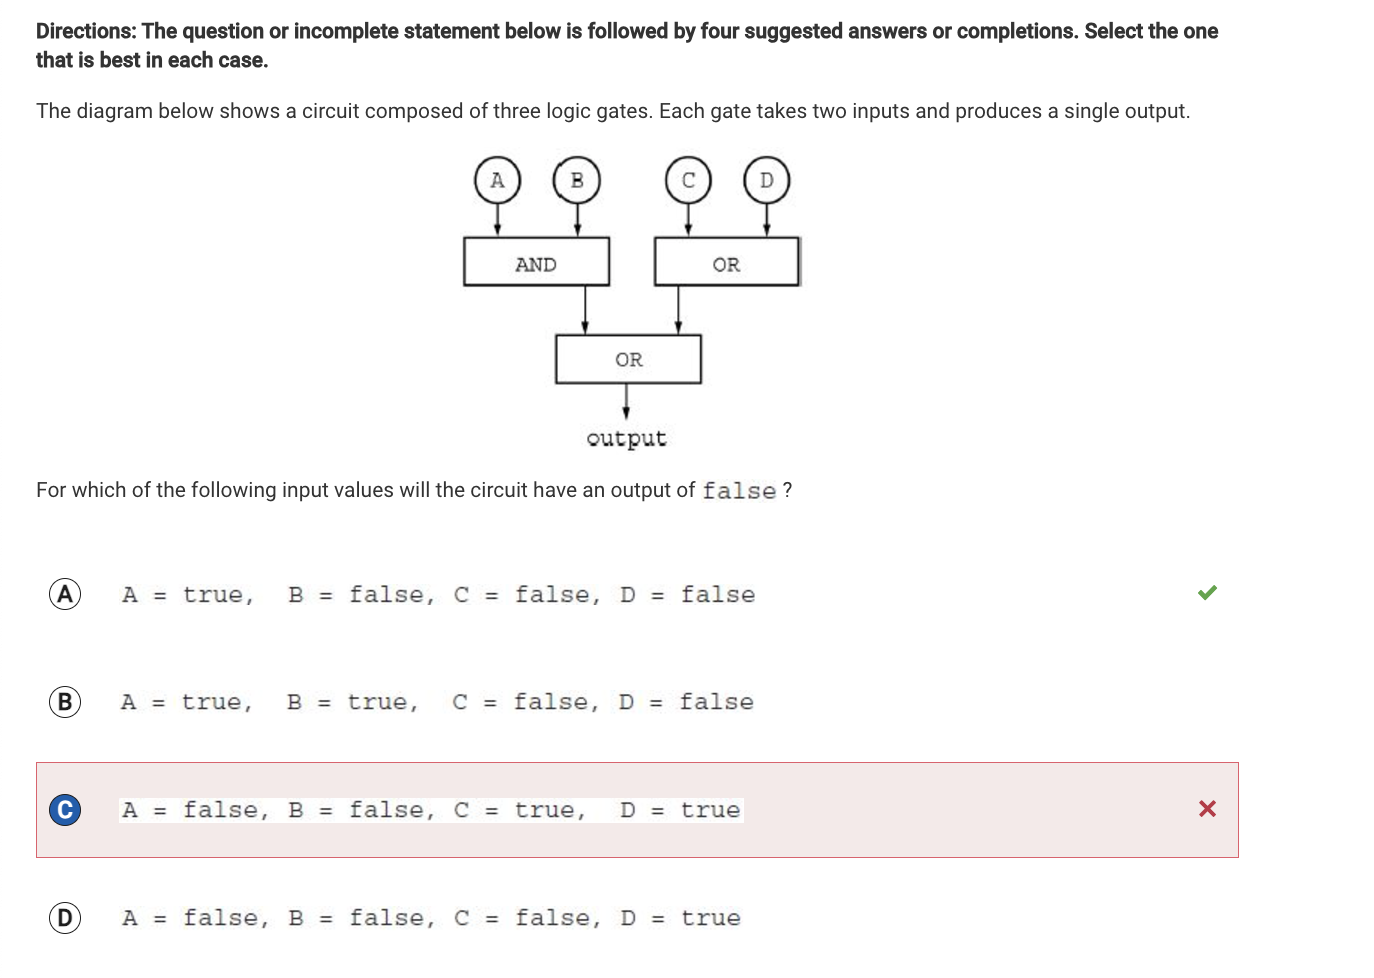 Directions: The question or incomplete statement below is followed by four suggested answers or completions. Select the one
that is best in each case.
The diagram below shows a circuit composed of three logic gates. Each gate takes two inputs and produces a single output.
A B C D
AND OR
OR
output
For which of the following input values will the circuit have an output of false ?
A A = true, B = false, C = false, D = false
B A = true, B = true, C = false, D = false
C A = false, B = false, C = true, D = true
D A = false, B = false, C = false, D = true